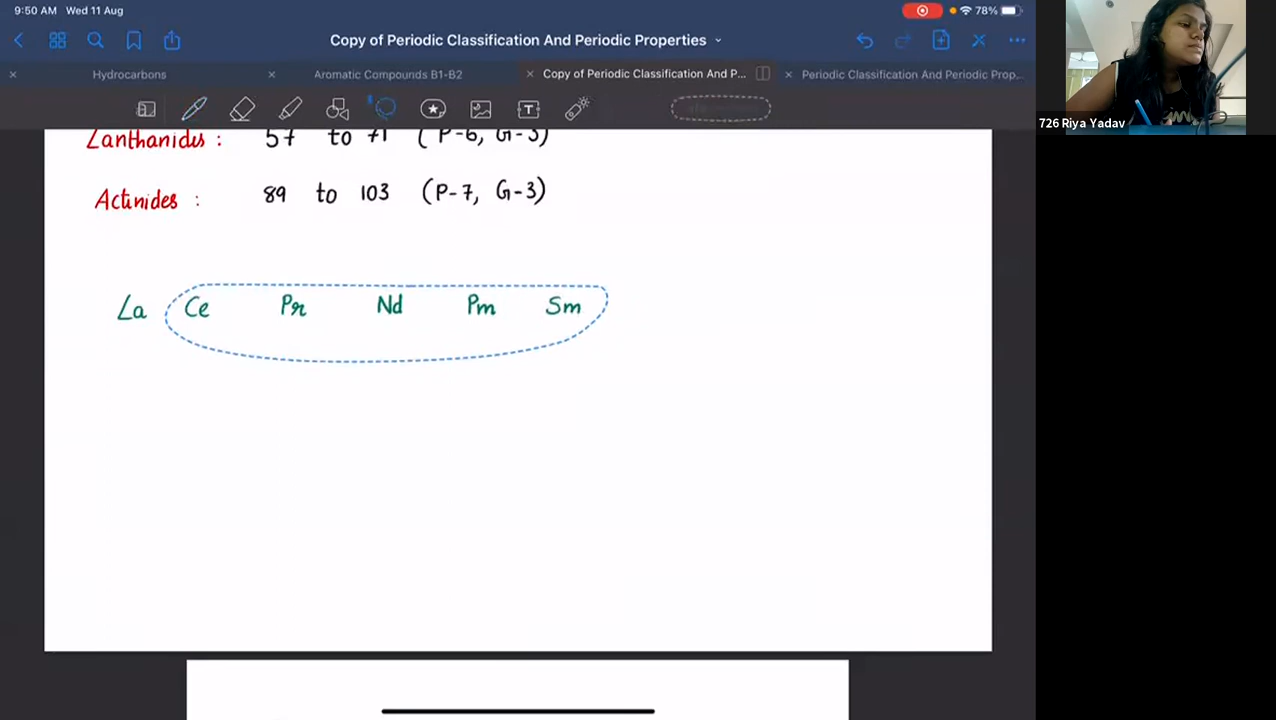 9:50 AM Wed 11 Aug
78%
Copy of Periodic Classification And Periodic Properties
Hydrocarbons
Aromatic Compounds B1-B2
Copy of Periodic Classification And P...
Periodic Classification And Periodic Prop...
T
726 Riya Yadav
Lanthanides : 57 to 71 (P-6, G-3)
Actinides : 89 to 103 (P-7, G-3)
La Ce Pr Nd Pm Sm